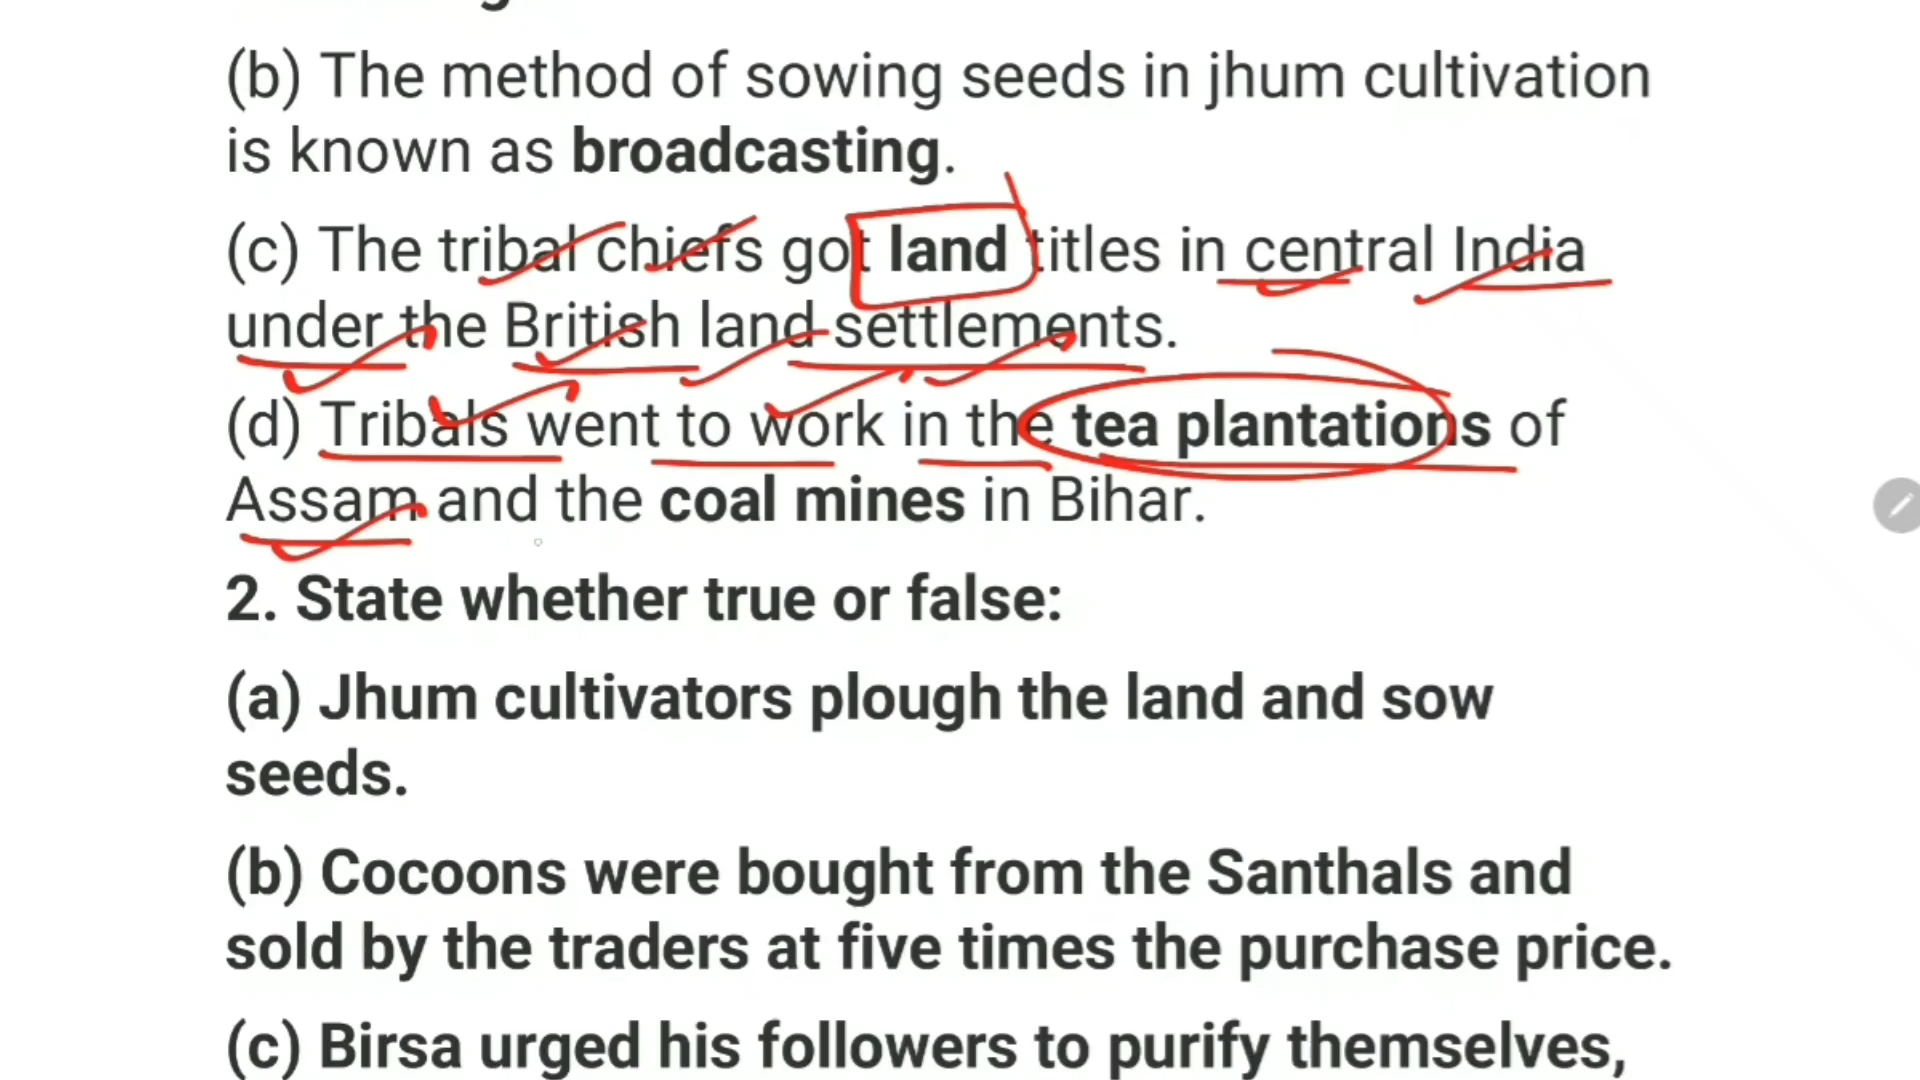 (b) The method of sowing seeds in jhum cultivation
is known as broadcasting.
(c) The tribal chiefs got land titles in central India
under the British land settlements.
(d) Tribals went to work in the tea plantations of
Assam and the coal mines in Bihar.
2. State whether true or false:
(a) Jhum cultivators plough the land and sow
seeds.
(b) Cocoons were bought from the Santhals and
sold by the traders at five times the purchase price.
(c) Birsa urged his followers to purify themselves,